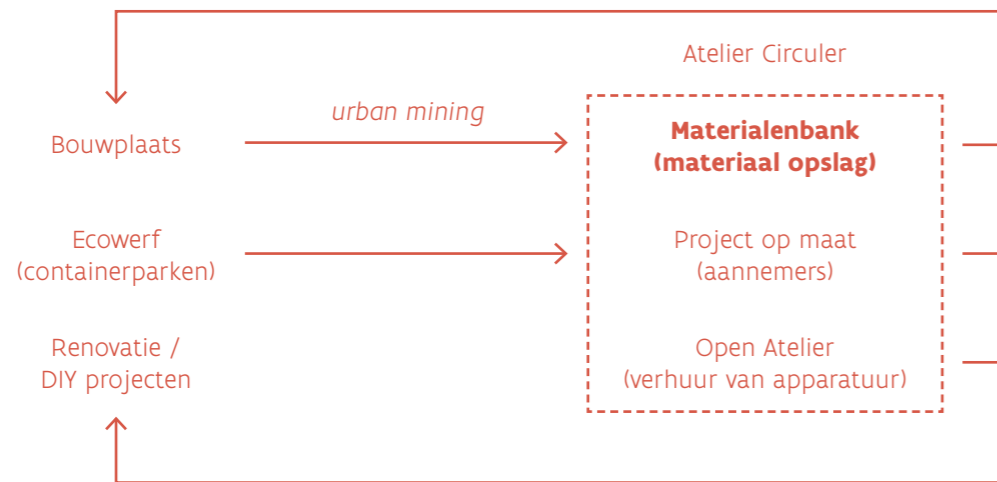 Atelier Circuler
urban mining
Bouwplaats
Materialenbank
(materiaal opslag)
Ecowerf
(containerparken)
Project op maat
(aannemers)
Renovatie /
DIY projecten
Open Atelier
(verhuur van apparatuur)